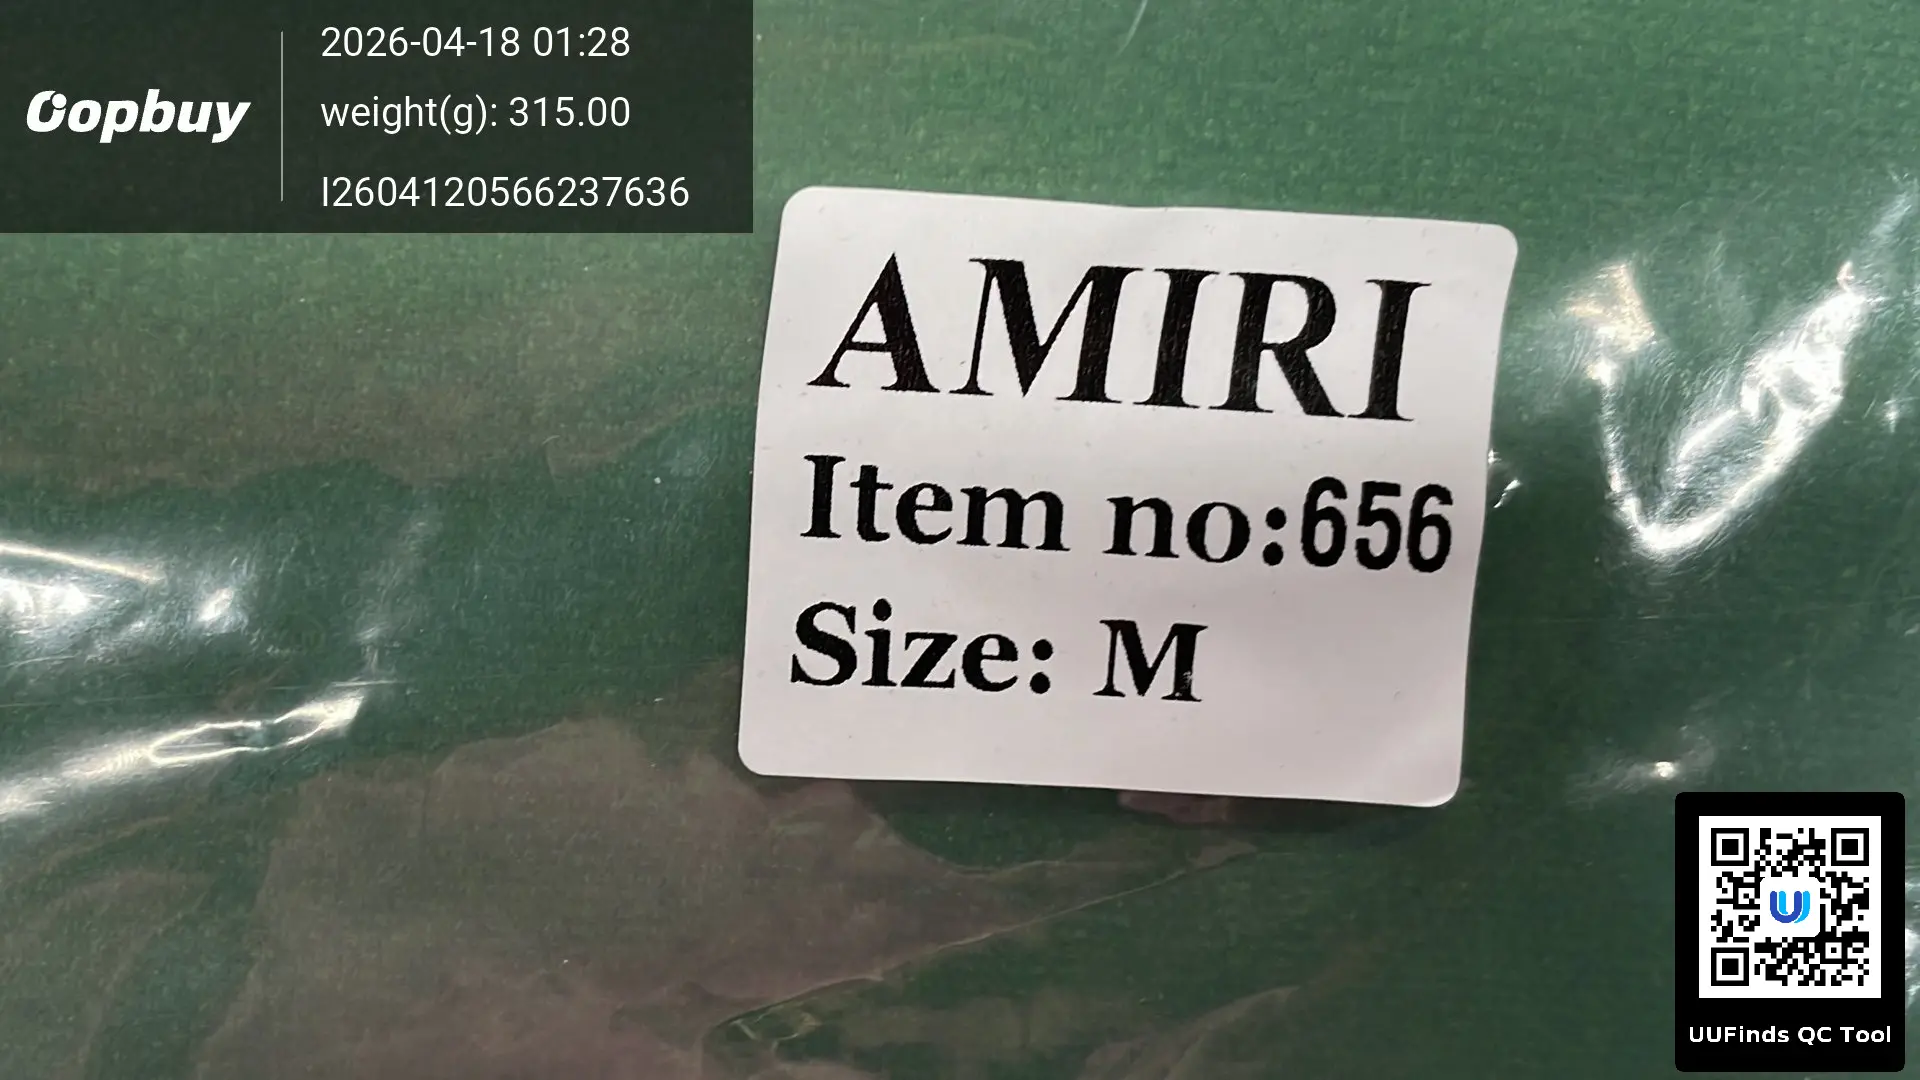 Oopbuy
2026-04-18 01:28
weight(g): 315.00
I2604120566237636
AMIRI
Item no:656
Size: M
UUFinds QC Tool